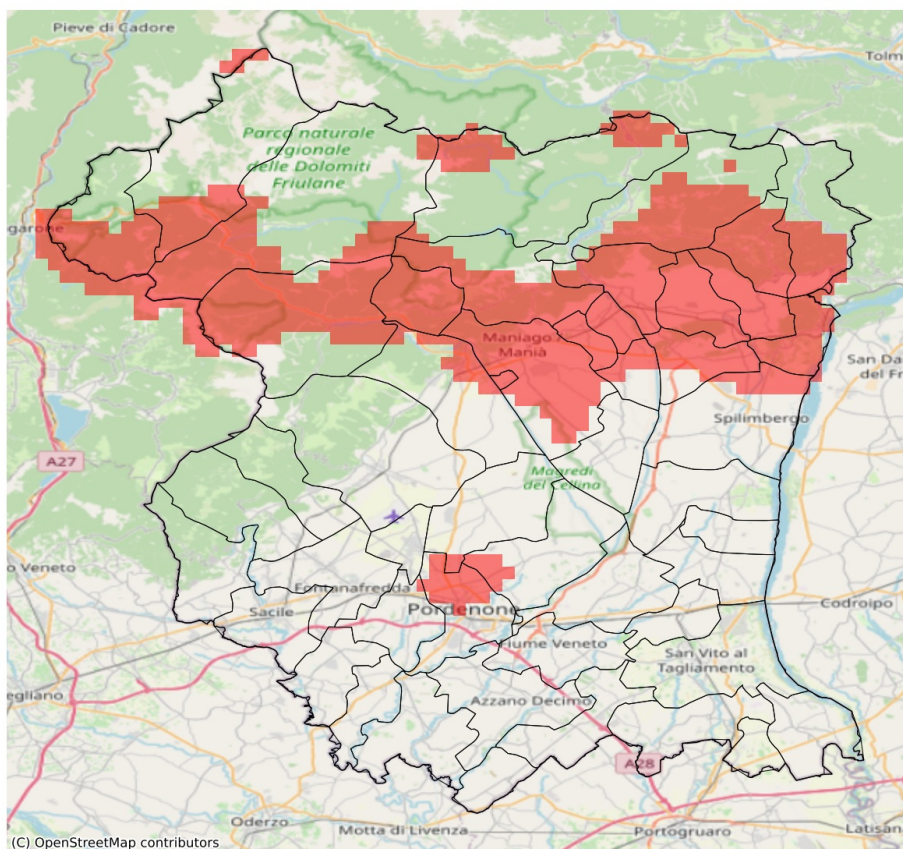 Pieve di Cadore
Tolm
Parco naturale
regionale
delle Dolomiti
Friulane
garone
Maniago /
Manià
San Da
del Fr
Spilimbergo
A27
Magredi
del Cellina
o Veneto
Fontanafredda
Sacile
Pordenone
Codroipo
Fiume Veneto
San Vito al
Tagliamento
egliano
Azzano Decimo
A28
Oderzo
Motta di Livenza
Portogruaro
Latisan
(C) OpenStreetMap contributors